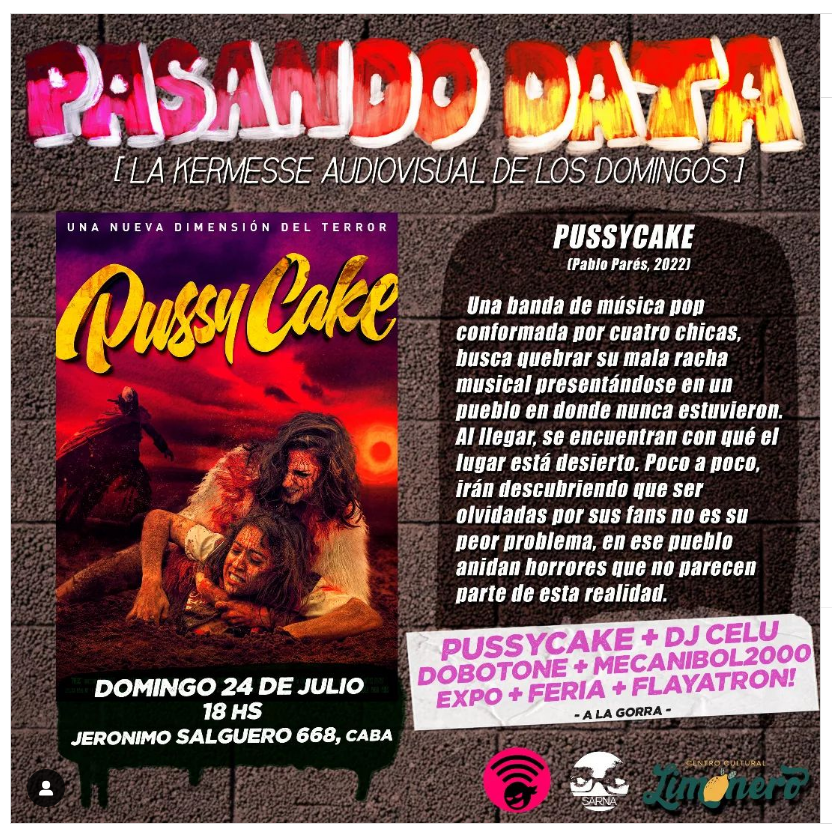 PASANDO DATA
[ LA KERMESSE AUDIOVISUAL DE LOS DOMINGOS ]
UNA NUEVA DIMENSIÓN DEL TERROR
Pussy Cake
DOMINGO 24 DE JULIO
18 HS
JERONIMO SALGUERO 668, CABA
PUSSYCAKE
(Pablo Parés, 2022)
Una banda de música pop
conformada por cuatro chicas,
busca quebrar su mala racha
musical presentándose en un
pueblo en donde nunca estuvieron.
Al llegar, se encuentran con qué el
lugar está desierto. Poco a poco,
irán descubriendo que ser
olvidadas por sus fans no es su
peor problema, en ese pueblo
anidan horrores que no parecen
parte de esta realidad.
PUSSYCAKE + DJ CELU
DOBOTONE + MECANIBOL2000
EXPO + FERIA + FLAYATRON!
- A LA GORRA -
SARNA
CENTRO CULTURAL
Limonero